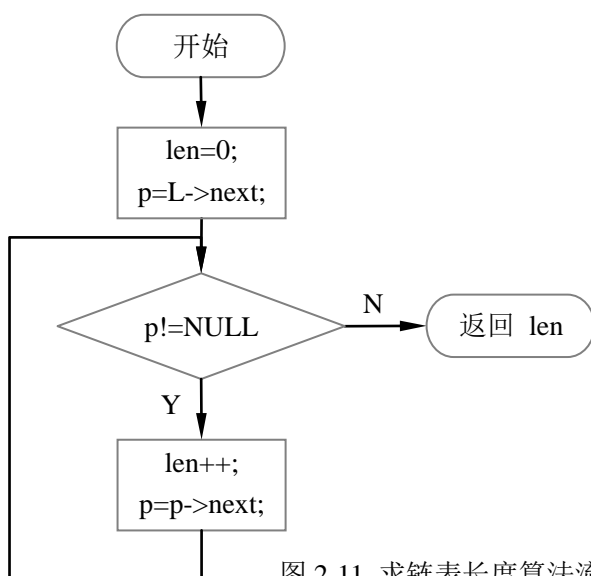 开始
len=0;
p=L->next;
p!=NULL
N
返回 len
Y
len++;
p=p->next;
图 2-11 求链表长度算法流